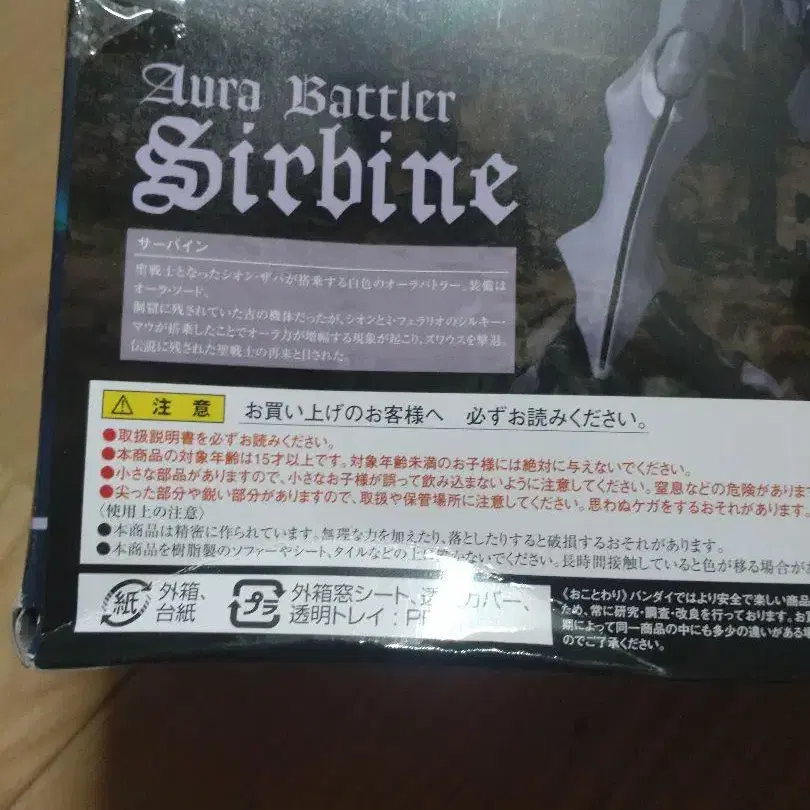 Aura Battler
Sirbine
サーバイン
聖戦士となったシオン・ザバが搭乗する白色のオーラバトラー。装備は
オーラ・ソード。
洞窟に残されていた古の機体だったが、シオンとミ・フェラリオのシルキー・
マウが搭乗したことでオーラ力が増幅する現象が起こり、ズワウスを撃退。
伝説に残された聖戦士の再来と目された。
注意 お買い上げのお客様へ 必ずお読みください。
●取扱説明書を必ずお読みください。
●本商品の対象年齢は15才以上です。対象年齢未満のお子様には絶対に与えないでください。
●小さな部品がありますので、小さなお子様が誤って飲み込まないように注意してください。窒息などの危険があります
●尖った部分や鋭い部分がありますので、取扱や保管場所に注意してください。思わぬケガをするおそれがあります。
〈使用上の注意〉
●本商品は精密に作られています。無理な力を加えたり、落としたりすると破損するおそれがあります。
●本商品を樹脂製のソファーやシート、タイルなどの上に置かないでください。長時間接触していると色が移る場合が
紙 外箱、
台紙
プラ 外箱窓シート、透 カバー、
透明トレイ:P
《おことわり》バンダイではより安全で楽しい商品
ため、常に研究・調査・改良を行っております。お買
期によって同一商品の中にも多少の違いがある場
のでご了承ください。